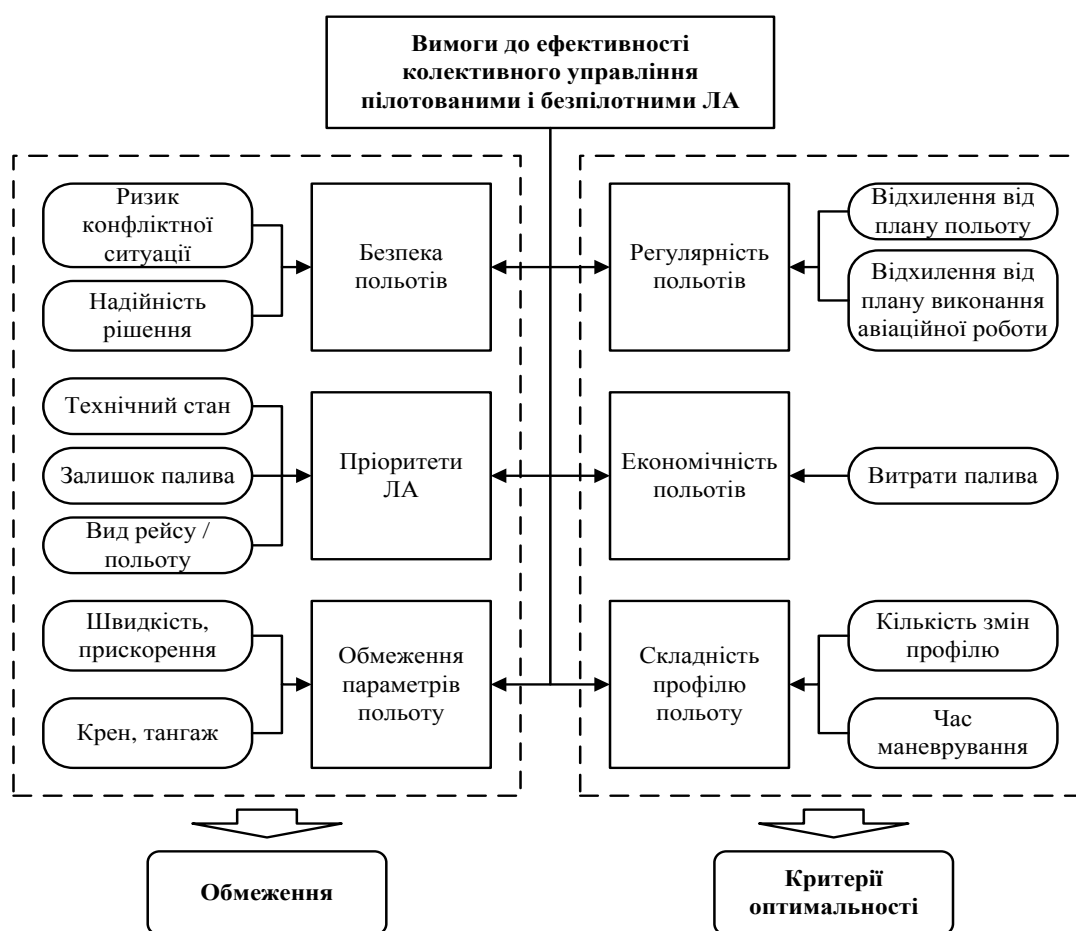 Вимоги до ефективності
колективного управління
пілотованими і безпілотними ЛА
Ризик
конфліктної
ситуації
Надійність
рішення
Безпека
польотів
Регулярність
польотів
Відхилення від
плану польоту
Відхилення від
плану виконання
авіаційної роботи
Технічний стан
Залишок палива
Вид рейсу /
польоту
Пріоритети
ЛА
Економічність
польотів
Витрати палива
Швидкість,
прискорення
Крен, тангаж
Обмеження
параметрів
польоту
Складність
профілю
польоту
Кількість змін
профілю
Час
маневрування
Обмеження
Критерії
оптимальності